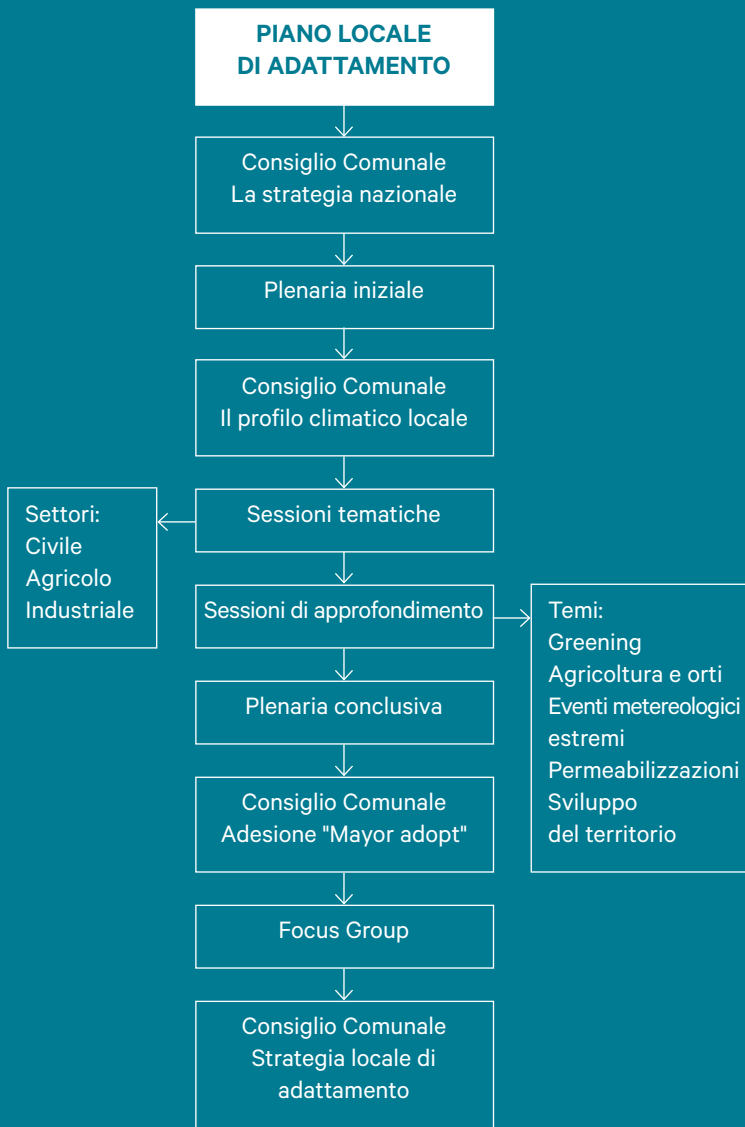 PIANO LOCALE
DI ADATTAMENTO
Consiglio Comunale
La strategia nazionale
Plenaria iniziale
Consiglio Comunale
Il profilo climatico locale
Sessioni tematiche
Settori:
Civile
Agricolo
Industriale
Sessioni di approfondimento
Temi:
Greening
Agricoltura e orti
Eventi metereologici
estremi
Permeabilizzazioni
Sviluppo
del territorio
Plenaria conclusiva
Consiglio Comunale
Adesione "Mayor adopt"
Focus Group
Consiglio Comunale
Strategia locale di
adattamento